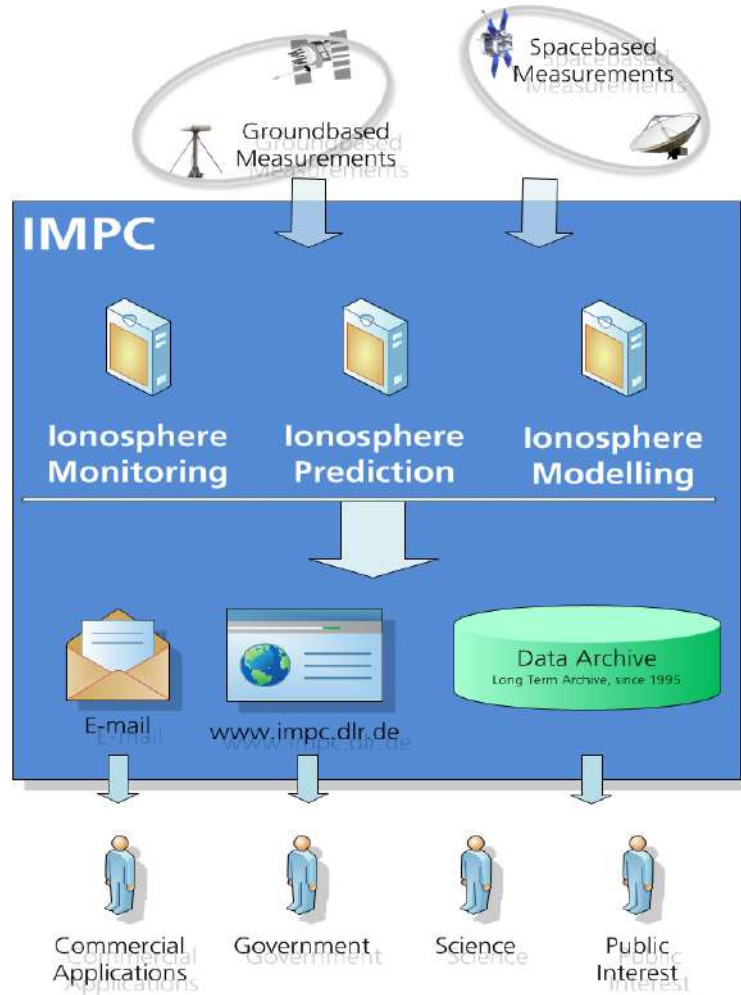 Groundbased
Measurements
Spacebased
Measurements
IMPC
Ionosphere
Monitoring
Ionosphere
Prediction
Ionosphere
Modelling
E-mail
www.impc.dlr.de
Data Archive
Long Term Archive, since 1995
Commercial
Applications
Government
Science
Public
Interest